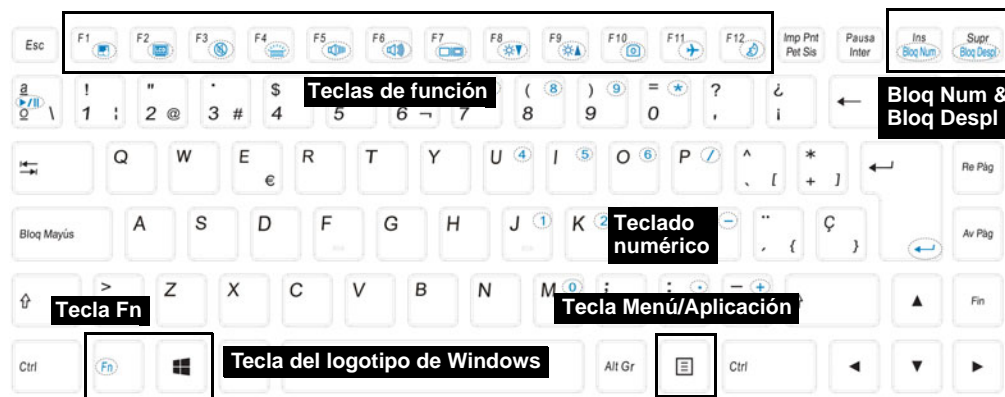 Esc F1 F2 LCD F3 F4 F5 F6 F7 F8 F9 F10 F11 F12 Imp Pnt Pausa Ins Supr
Pet Sis Inter Bloq Num Bloq Despl
Teclas de función
a ! " · $ ( 8 ) 9 = * ? ¿
o \ 1 ¦ 2 @ 3 # 4 5 6 ¬ 7 8 9 0 ' ¡ ←
Bloq Num &
Bloq Despl
Q W E R T Y U 4 I 5 O 6 P / ^ *
€ ` [ + ] Re Pàg
Bloq Mayús A S D F G H J 1 K 2 - ¨ Ç Av Pàg
´ { }
Teclado
numérico
> Z X C V B N M 0 ; : . _ + Fin
Tecla Fn
Tecla Menú/Aplicación
Ctrl Fn Alt Gr Ctrl
Tecla del logotipo de Windows